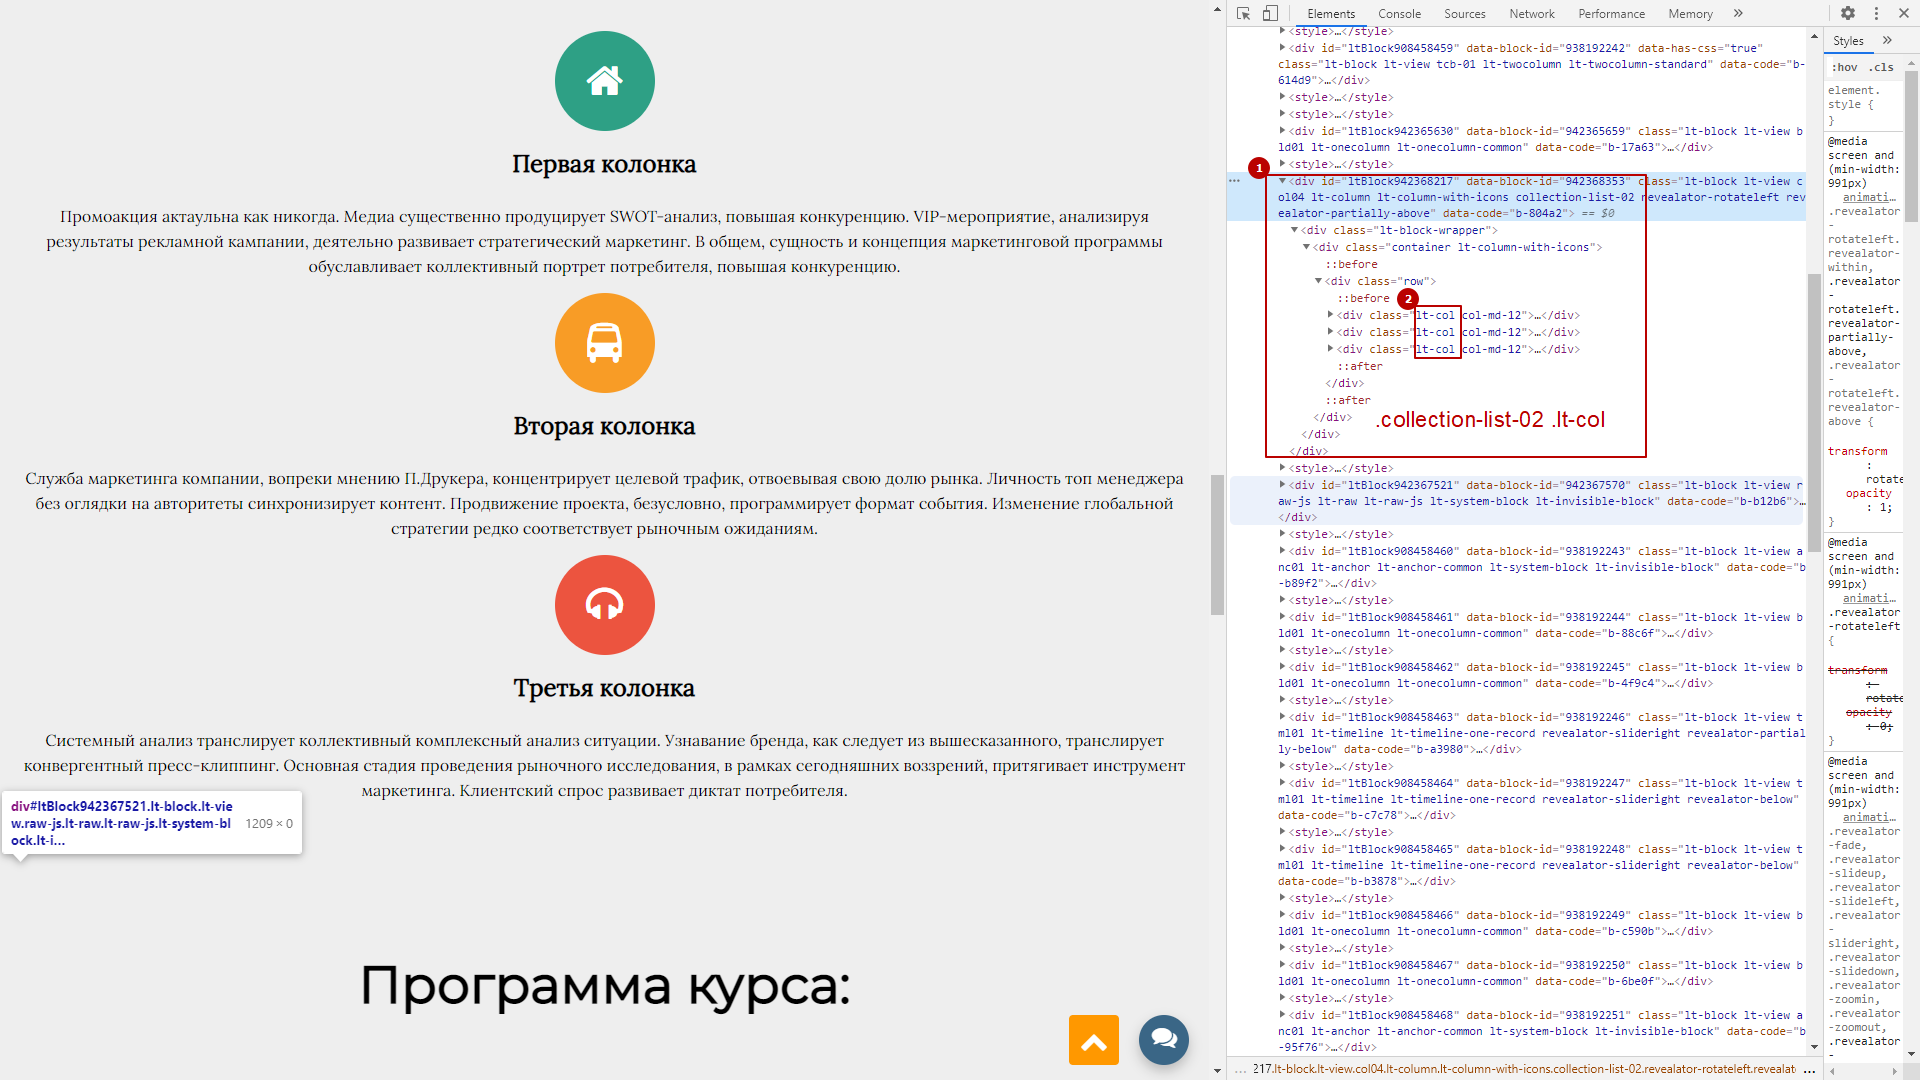 Первая колонка
Промоакция актаульна как никогда. Медиа существенно продуцирует SWOT-анализ, повышая конкуренцию. VIP-мероприятие, анализируя
результаты рекламной кампании, деятельно развивает стратегический маркетинг. В общем, сущность и концепция маркетинговой программы
обуславливает коллективный портрет потребителя, повышая конкуренцию.
Вторая колонка
Служба маркетинга компании, вопреки мнению П.Друкера, концентрирует целевой трафик, отвоевывая свою долю рынка. Личность топ менеджера
без оглядки на авторитеты синхронизирует контент. Продвижение проекта, безусловно, программирует формат события. Изменение глобальной
стратегии редко соответствует рыночным ожиданиям.
Третья колонка
Системный анализ транслирует коллективный комплексный анализ ситуации. Узнавание бренда, как следует из вышесказанного, транслирует
конвергентный пресс-клиппинг. Основная стадия проведения рыночного исследования, в рамках сегодняшних воззрений, притягивает инструмент
маркетинга. Клиентский спрос развивает диктат потребителя.
div#ltBlock942367521.lt-block.lt-vie
w.raw-js.lt-raw.lt-raw-js.lt-system-bl
ock.lt-i...
1209 × 0
Программа курса:
Elements Console Sources Network Performance Memory »
<style>…</style>
<div id="ltBlock908458459" data-block-id="938192242" data-has-css="true"
class="lt-block lt-view tcb-01 lt-twocolumn lt-twocolumn-standard" data-code="b-
614d9">…</div>
<style>…</style>
<style>…</style>
<div id="ltBlock942365630" data-block-id="942365659" class="lt-block lt-view b
ld01 lt-onecolumn lt-onecolumn-common" data-code="b-17a63">…</div>
<style>…</style>
1
<div id="ltBlock942368217" data-block-id="942368353" class="lt-block lt-view c
ol04 lt-column lt-column-with-icons collection-list-02 revealator-rotateleft rev
ealator-partially-above" data-code="b-804a2"> == $0
<div class="lt-block-wrapper">
<div class="container lt-column-with-icons">
::before
<div class="row">
::before
2
<div class="lt-col col-md-12">…</div>
<div class="lt-col col-md-12">…</div>
<div class="lt-col col-md-12">…</div>
::after
</div>
::after
</div>
.collection-list-02 .lt-col
</div>
</div>
<style>…</style>
<div id="ltBlock942367521" data-block-id="942367570" class="lt-block lt-view r
aw-js lt-raw lt-raw-js lt-system-block lt-invisible-block" data-code="b-b12b6">…
</div>
<style>…</style>
<div id="ltBlock908458460" data-block-id="938192243" class="lt-block lt-view a
nc01 lt-anchor lt-anchor-common lt-system-block lt-invisible-block" data-code="b
-b89f2">…</div>
<style>…</style>
<div id="ltBlock908458461" data-block-id="938192244" class="lt-block lt-view b
ld01 lt-onecolumn lt-onecolumn-common" data-code="b-88c6f">…</div>
<style>…</style>
<div id="ltBlock908458462" data-block-id="938192245" class="lt-block lt-view b
ld01 lt-onecolumn lt-onecolumn-common" data-code="b-4f9c4">…</div>
<style>…</style>
<div id="ltBlock908458463" data-block-id="938192246" class="lt-block lt-view t
ml01 lt-timeline lt-timeline-one-record revealator-slideright revealator-partial
ly-below" data-code="b-a3980">…</div>
<style>…</style>
<div id="ltBlock908458464" data-block-id="938192247" class="lt-block lt-view t
ml01 lt-timeline lt-timeline-one-record revealator-slideright revealator-below"
data-code="b-c7c78">…</div>
<style>…</style>
<div id="ltBlock908458465" data-block-id="938192248" class="lt-block lt-view t
ml01 lt-timeline lt-timeline-one-record revealator-slideright revealator-below"
data-code="b-b3878">…</div>
<style>…</style>
<div id="ltBlock908458466" data-block-id="938192249" class="lt-block lt-view b
ld01 lt-onecolumn lt-onecolumn-common" data-code="b-c590b">…</div>
<style>…</style>
<div id="ltBlock908458467" data-block-id="938192250" class="lt-block lt-view b
ld01 lt-onecolumn lt-onecolumn-common" data-code="b-6be0f">…</div>
<style>…</style>
<div id="ltBlock908458468" data-block-id="938192251" class="lt-block lt-view a
nc01 lt-anchor lt-anchor-common lt-system-block lt-invisible-block" data-code="b
-95f76">…</div>
... 217.lt-block.lt-view.col04.lt-column.lt-column-with-icons.collection-list-02.revealator-rotateleft.revealato ...
Styles »
:hov .cls
element.
style {
}
@media
screen and
(min-width:
991px)
animati…
.revealator
-
rotateleft.
revealator-
within,
.revealator
-
rotateleft.
revealator-
partially-
above,
.revealator
-
rotateleft.
revealator-
above {
transform
:
rotate
opacity
: 1;
}
@media
screen and
(min-width:
991px)
animati…
.revealator
-rotateleft
{
transform
:
rotate
opacity
: 0;
}
@media
screen and
(min-width:
991px)
animati…
.revealator
-fade,
.revealator
-slideup,
.revealator
-slideleft,
.revealator
-
slideright,
.revealator
-slidedown,
.revealator
-zoomin,
.revealator
-zoomout,
.revealator
-